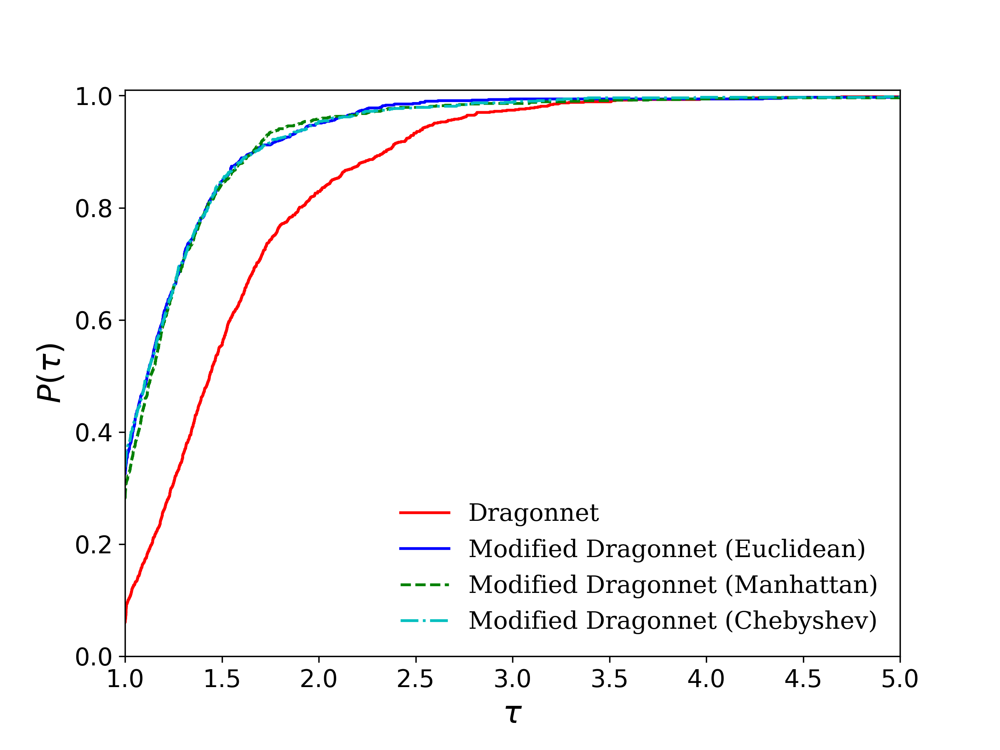 1.0
0.8
0.6
0.4
0.2
0.0
P(τ)
1.0 1.5 2.0 2.5 3.0 3.5 4.0 4.5 5.0
τ
Dragonnet
Modified Dragonnet (Euclidean)
Modified Dragonnet (Manhattan)
Modified Dragonnet (Chebyshev)